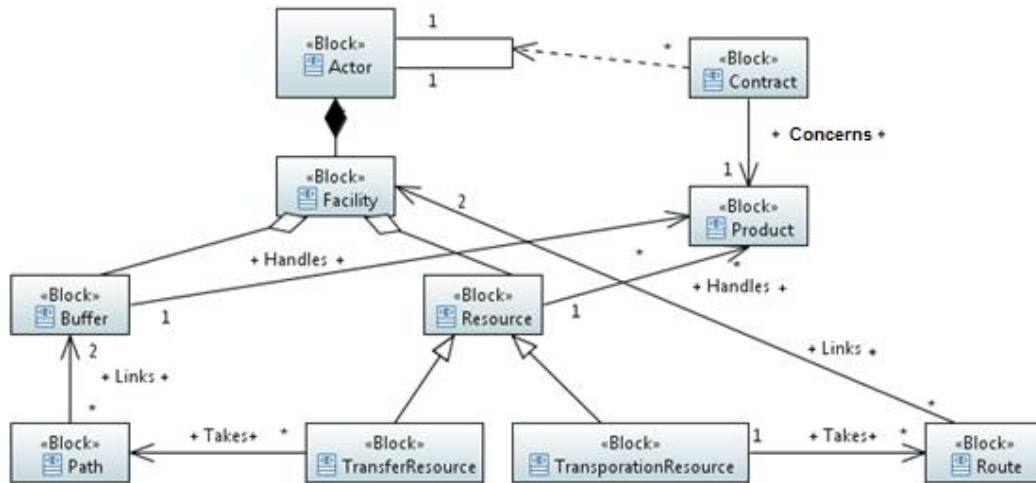 «Block»
Actor
1
1
*
«Block»
Contract
+ Concerns +
1
«Block»
Facility
2
«Block»
Product
+ Handles +
*
*
+ Handles +
«Block»
Buffer
1
2
«Block»
Resource
1
+ Links +
+ Links +
*
*
«Block»
Path
+ Takes+
*
«Block»
TransferResource
«Block»
TransporationResource
1
+ Takes+
*
«Block»
Route